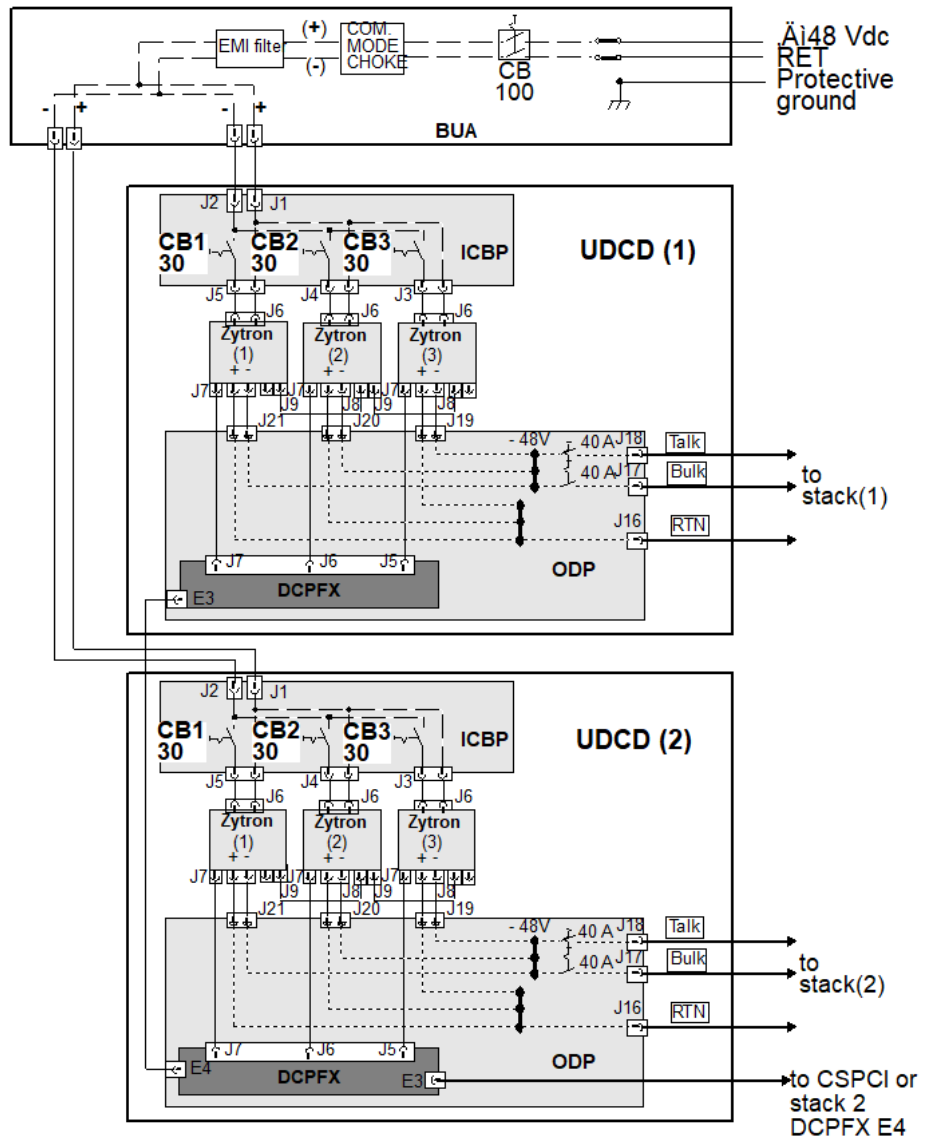 (+)
COM.
MODE
CHOKE
EMI filte
(-)
CB
100
‚Äì48 Vdc
RET
Protective
ground
- +
- +
BUA
J2 J1
CB1 CB2 CB3
30 30 30
ICBP
UDCD (1)
J5 J4 J3
J6 J6 J6
Zytron Zytron Zytron
(1) (2) (3)
+ - + - + -
J7 J7 J7
J9 J8 J9 J8
J21 J20 J19
- 48V
40 A J18 Talk
40 A J17 Bulk
to
stack(1)
J16 RTN
J7 J6 J5
ODP
DCPFX
E3
J2 J1
CB1 CB2 CB3
30 30 30
ICBP
UDCD (2)
J5 J4 J3
J6 J6 J6
Zytron Zytron Zytron
(1) (2) (3)
+ - + - + -
J7 J7 J7
J9 J8 J9 J8
J21 J20 J19
- 48V
40 A J18 Talk
40 A J17 Bulk
to
stack(2)
J16 RTN
J7 J6 J5
ODP
E4
DCPFX
E3
to CSPCI or
stack 2
DCPFX E4